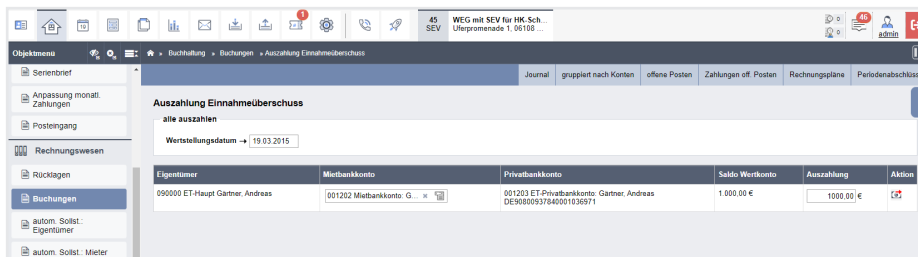 1
45
SEV
WEG mit SEV für HK-Sch...
Uferpromenade 1, 06108 ...
0
0
46
admin
Objektmenü
» Buchhaltung » Buchungen » Auszahlung Einnahmeüberschuss
Serienbrief
Anpassung monatl.
Zahlungen
Posteingang
Rechnungswesen
Rücklagen
Buchungen
autom. Sollst.:
Eigentümer
autom. Sollst.: Mieter
Journal gruppiert nach Konten offene Posten Zahlungen off. Posten Rechnungspläne Periodenabschlüss
Auszahlung Einnahmeüberschuss
alle auszahlen
Wertstellungsdatum → 19.03.2015
Eigentümer Mietbankkonto Privatbankkonto Saldo Wertkonto Auszahlung Aktion
090000 ET-Haupt Gärtner, Andreas 001202 Mietbankkonto: G... × 001203 ET-Privatbankkonto: Gärtner, Andreas 1.000,00 € 1000,00 €
DE90800937840001036971